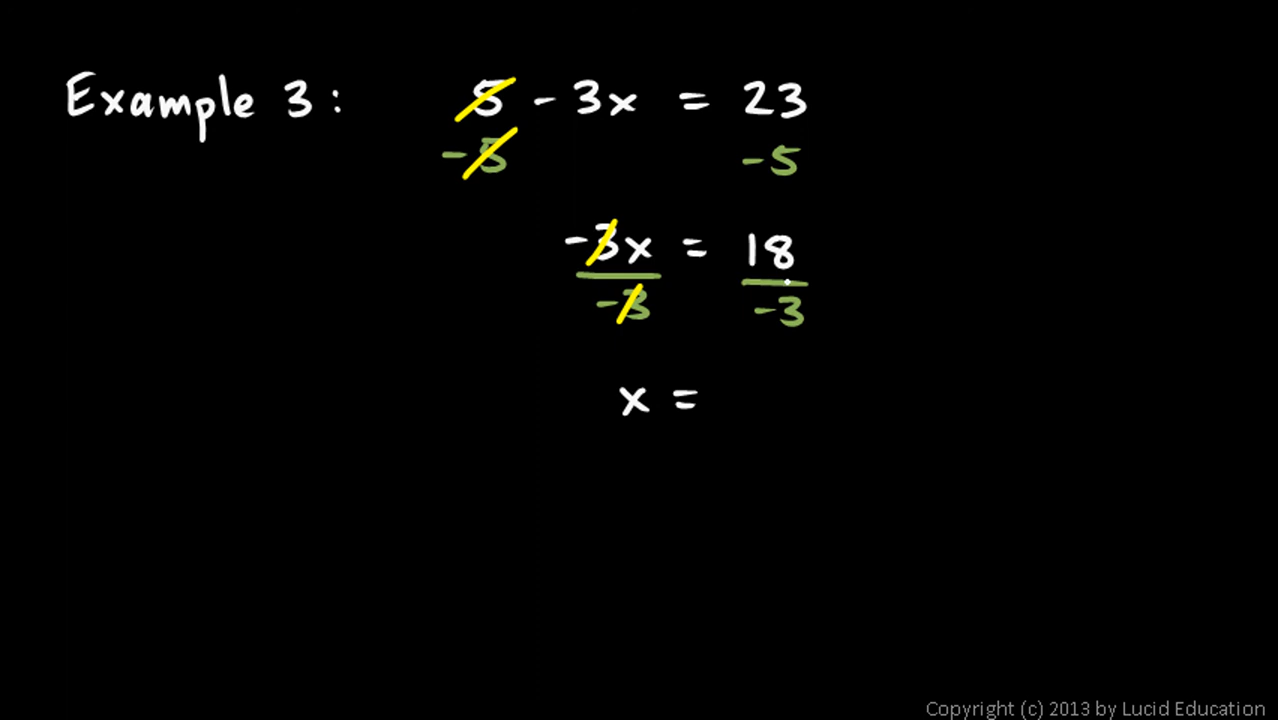 Example 3: 5 - 3x = 23
-5 -5
-3x = 18
-3 -3
x =
Copyright (c) 2013 by Lucid Education